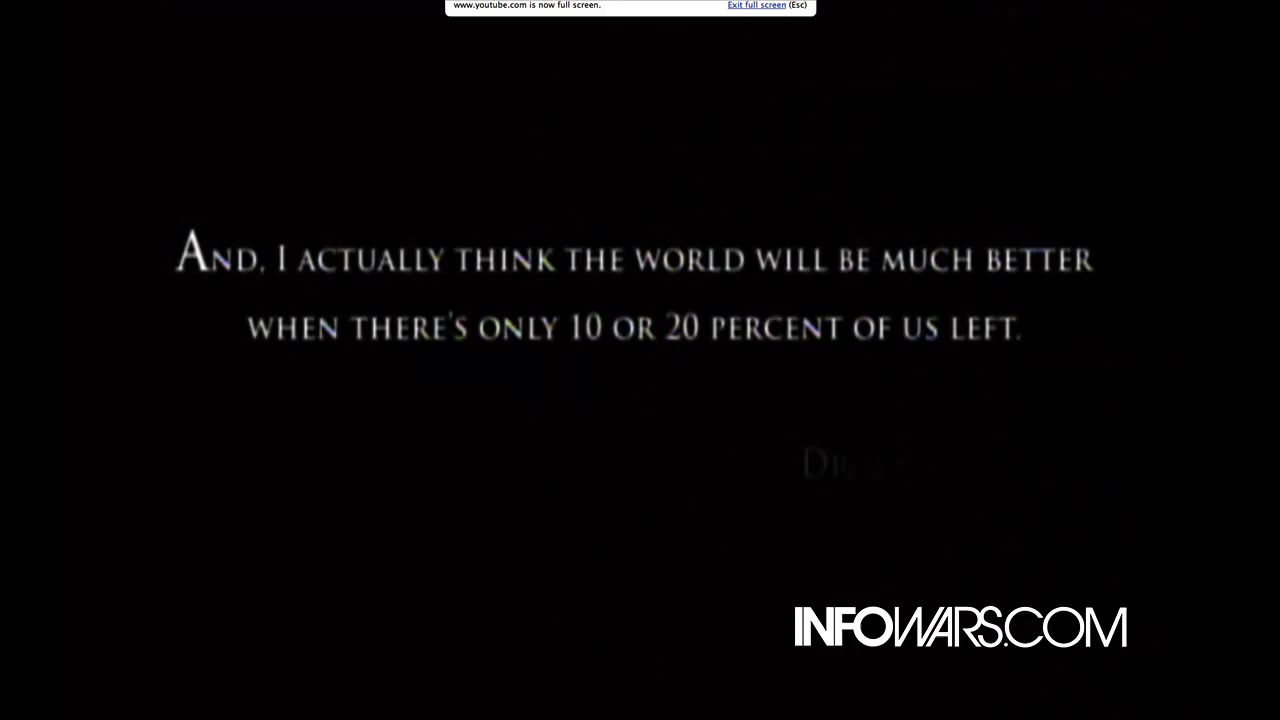 www.youtube.com is now full screen. Exit full screen (Esc)
AND, I ACTUALLY THINK THE WORLD WILL BE MUCH BETTER
WHEN THERE'S ONLY 10 OR 20 PERCENT OF US LEFT.
DR.
INFOWARS.COM